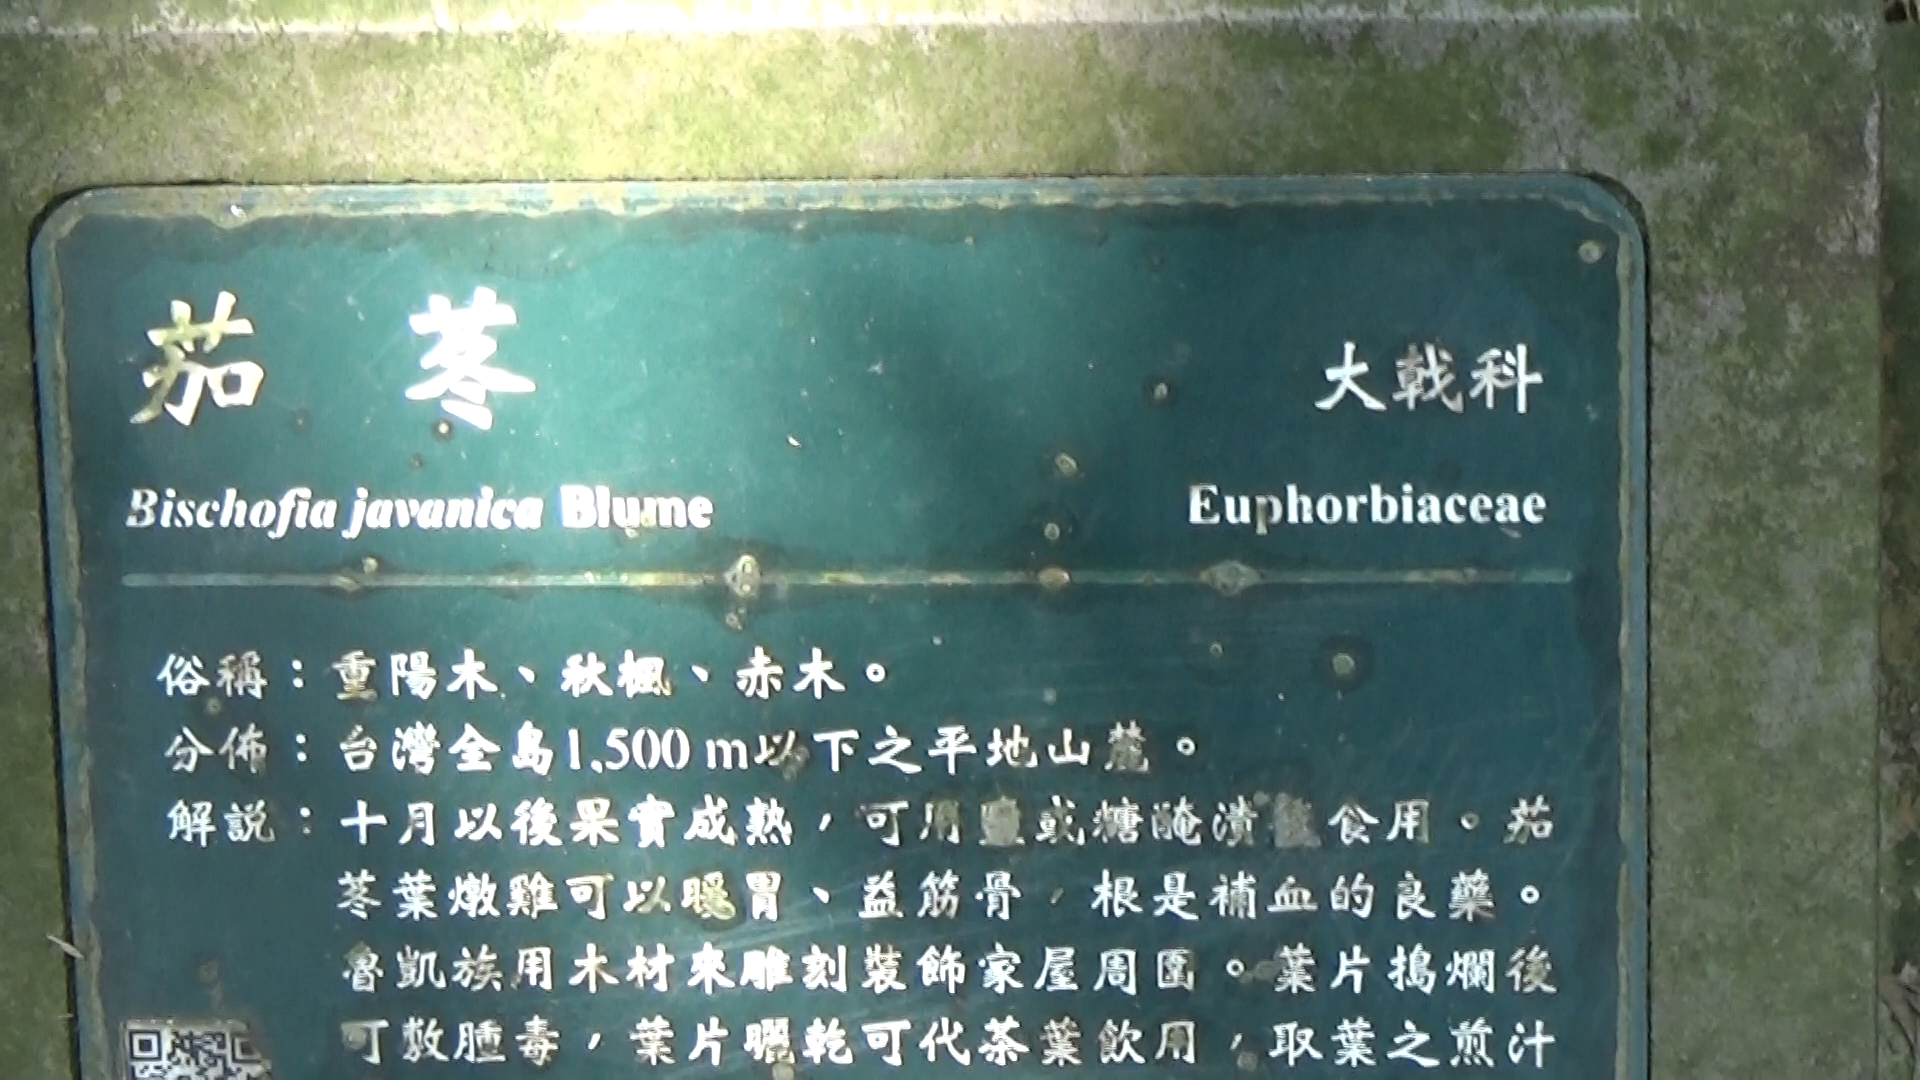 茄苳 大戟科
Bischofia javanica Blume Euphorbiaceae
俗稱：重陽木、秋楓、赤木。
分佈：台灣全島1,500 m以下之平地山麓。
解說：十月以後果實成熟，可用鹽或糖醃漬後食用。茄
苳葉燉雞可以暖胃、益筋骨，根是補血的良藥。
魯凱族用木材來雕刻裝飾家屋周圍。葉片搗爛後
可敷腫毒，葉片曬乾可代茶葉飲用，取葉之煎汁